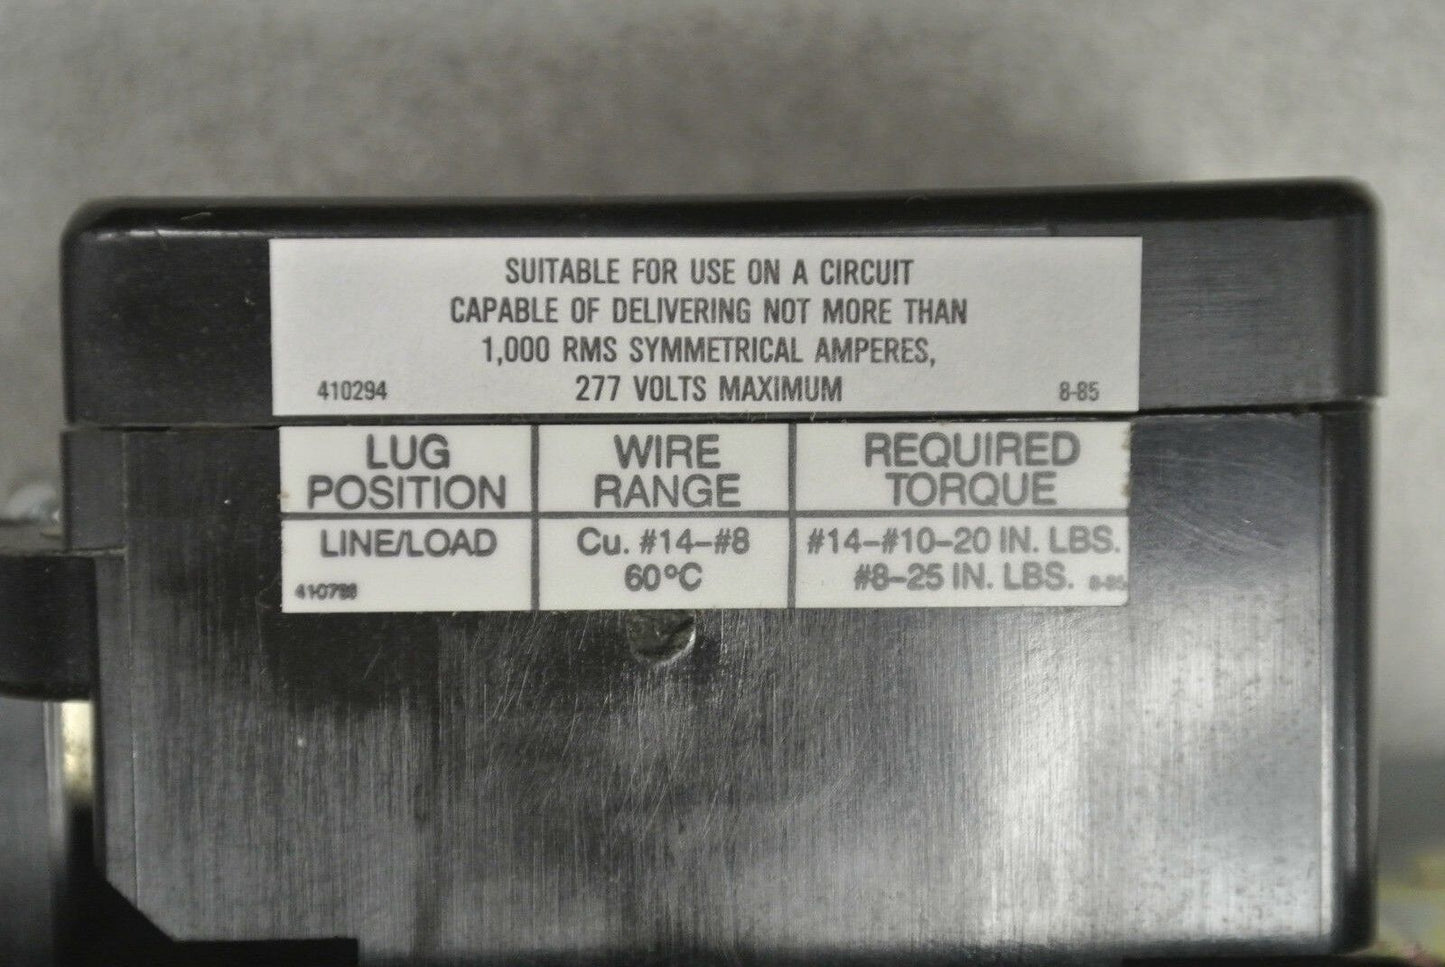 SUITABLE FOR USE ON A CIRCUIT
CAPABLE OF DELIVERING NOT MORE THAN
1,000 RMS SYMMETRICAL AMPERES,
410294 277 VOLTS MAXIMUM 8-85
LUG POSITION WIRE RANGE REQUIRED TORQUE
LINE/LOAD Cu. #14-#8 #14-#10-20 IN. LBS.
60°C #8-25 IN. LBS.
8-85